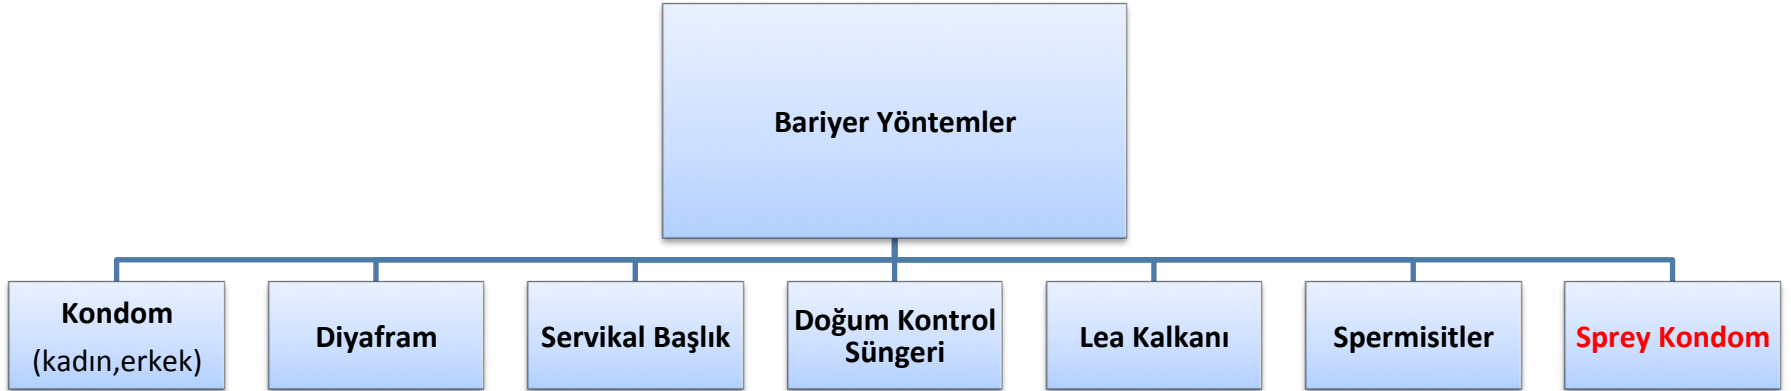 Bariyer Yöntemler
Kondom
(kadın,erkek)
Diyafram
Servikal Başlık
Doğum Kontrol
Süngeri
Lea Kalkanı
Spermisitler
Sprey Kondom